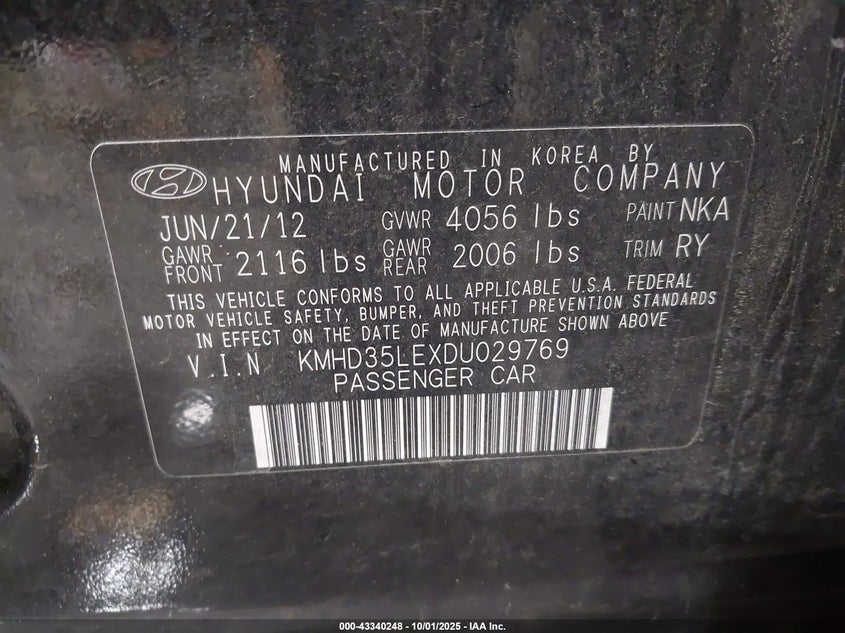 MANUFACTURED IN KOREA BY
HYUNDAI MOTOR COMPANY
JUN/21/12 GVWR 4056 lbs PAINT NKA
GAWR FRONT 2116 lbs GAWR REAR 2006 lbs TRIM RY
THIS VEHICLE CONFORMS TO ALL APPLICABLE U.S.A. FEDERAL
MOTOR VEHICLE SAFETY, BUMPER, AND THEFT PREVENTION STANDARDS
IN EFFECT ON THE DATE OF MANUFACTURE SHOWN ABOVE
V.I.N KMHD35LEXDU029769
PASSENGER CAR
000-43340248 - 10/01/2025 - IAA Inc.